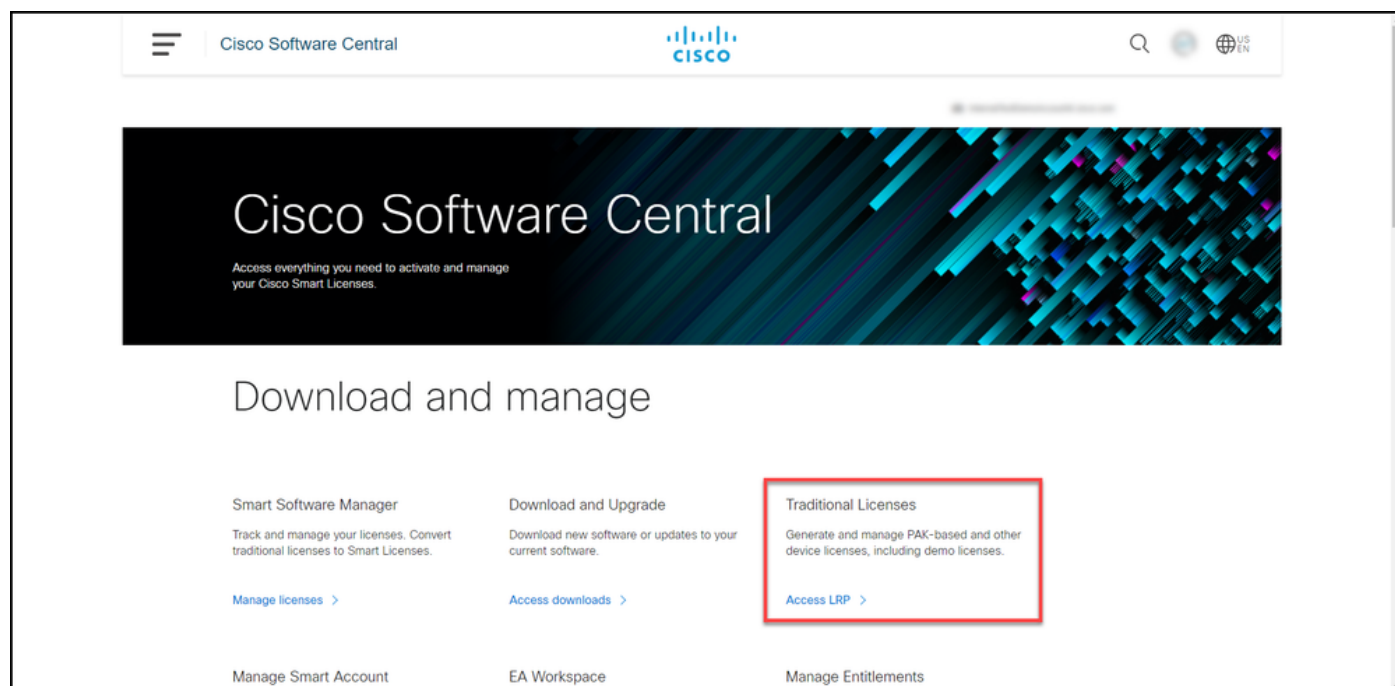 Cisco Software Central
CISCO
US
EN
Cisco Software Central
Access everything you need to activate and manage
your Cisco Smart Licenses.
Download and manage
Smart Software Manager
Track and manage your licenses. Convert
traditional licenses to Smart Licenses.
Manage licenses >
Download and Upgrade
Download new software or updates to your
current software.
Access downloads >
Traditional Licenses
Generate and manage PAK-based and other
device licenses, including demo licenses.
Access LRP >
Manage Smart Account
EA Workspace
Manage Entitlements